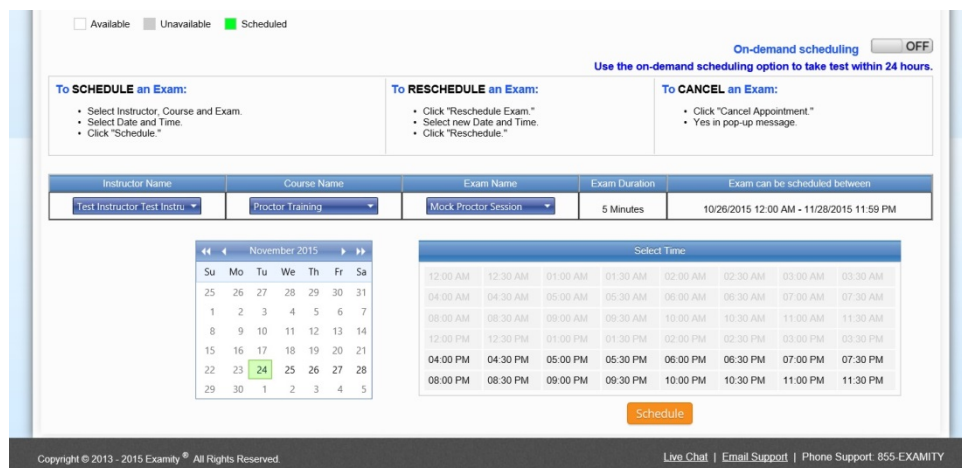 Available Unavailable Scheduled
On-demand scheduling OFF
Use the on-demand scheduling option to take test within 24 hours.
To SCHEDULE an Exam:
• Select Instructor, Course and Exam.
• Select Date and Time.
• Click "Schedule."
To RESCHEDULE an Exam:
• Click "Reschedule Exam."
• Select new Date and Time.
• Click "Reschedule."
To CANCEL an Exam:
• Click "Cancel Appointment."
• Yes in pop-up message.
Instructor Name Course Name Exam Name Exam Duration Exam can be scheduled between
Test Instructor Test Instru Proctor Training Mock Proctor Session 5 Minutes 10/26/2015 12:00 AM - 11/28/2015 11:59 PM
November 2015
Su Mo Tu We Th Fr Sa
25 26 27 28 29 30 31
1 2 3 4 5 6 7
8 9 10 11 12 13 14
15 16 17 18 19 20 21
22 23 24 25 26 27 28
29 30 1 2 3 4 5
Select Time
12:00 AM 12:30 AM 01:00 AM 01:30 AM 02:00 AM 02:30 AM 03:00 AM 03:30 AM
04:00 AM 04:30 AM 05:00 AM 05:30 AM 06:00 AM 06:30 AM 07:00 AM 07:30 AM
08:00 AM 08:30 AM 09:00 AM 09:30 AM 10:00 AM 10:30 AM 11:00 AM 11:30 AM
12:00 PM 12:30 PM 01:00 PM 01:30 PM 02:00 PM 02:30 PM 03:00 PM 03:30 PM
04:00 PM 04:30 PM 05:00 PM 05:30 PM 06:00 PM 06:30 PM 07:00 PM 07:30 PM
08:00 PM 08:30 PM 09:00 PM 09:30 PM 10:00 PM 10:30 PM 11:00 PM 11:30 PM
Schedule
Copyright © 2013 - 2015 Examity ® All Rights Reserved. Live Chat | Email Support | Phone Support: 855-EXAMITY